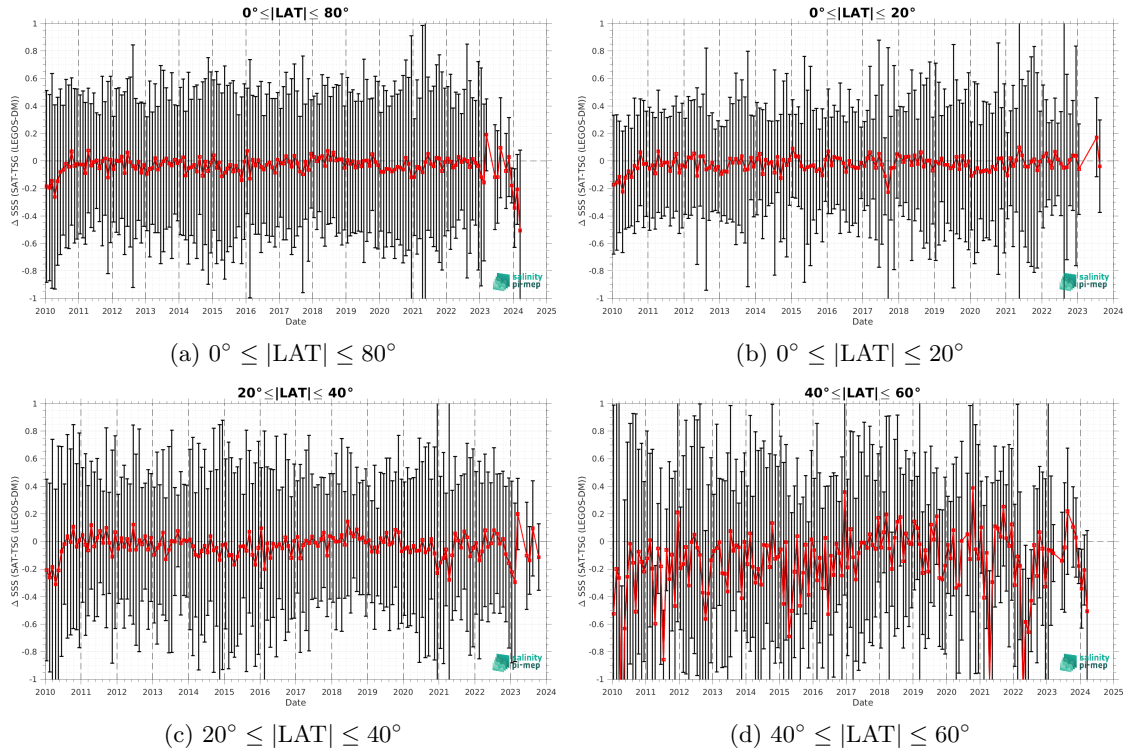 0°≤|LAT|≤ 80°
Δ SSS (SAT-TSG (LEGOS-DM))
1
0.8
0.6
0.4
0.2
0
-0.2
-0.4
-0.6
-0.8
-1
salinity
pi-mep
2010 2011 2012 2013 2014 2015 2016 2017 2018 2019 2020 2021 2022 2023 2024 2025
Date
(a) 0° ≤ |LAT| ≤ 80°
0°≤|LAT|≤ 20°
Δ SSS (SAT-TSG (LEGOS-DM))
1
0.8
0.6
0.4
0.2
0
-0.2
-0.4
-0.6
-0.8
-1
salinity
pi-mep
2010 2011 2012 2013 2014 2015 2016 2017 2018 2019 2020 2021 2022 2023 2024
Date
(b) 0° ≤ |LAT| ≤ 20°
20°≤|LAT|≤ 40°
Δ SSS (SAT-TSG (LEGOS-DM))
1
0.8
0.6
0.4
0.2
0
-0.2
-0.4
-0.6
-0.8
-1
salinity
pi-mep
2010 2011 2012 2013 2014 2015 2016 2017 2018 2019 2020 2021 2022 2023 2024
Date
(c) 20° ≤ |LAT| ≤ 40°
40°≤|LAT|≤ 60°
Δ SSS (SAT-TSG (LEGOS-DM))
1
0.8
0.6
0.4
0.2
0
-0.2
-0.4
-0.6
-0.8
-1
salinity
pi-mep
2010 2011 2012 2013 2014 2015 2016 2017 2018 2019 2020 2021 2022 2023 2024 2025
Date
(d) 40° ≤ |LAT| ≤ 60°